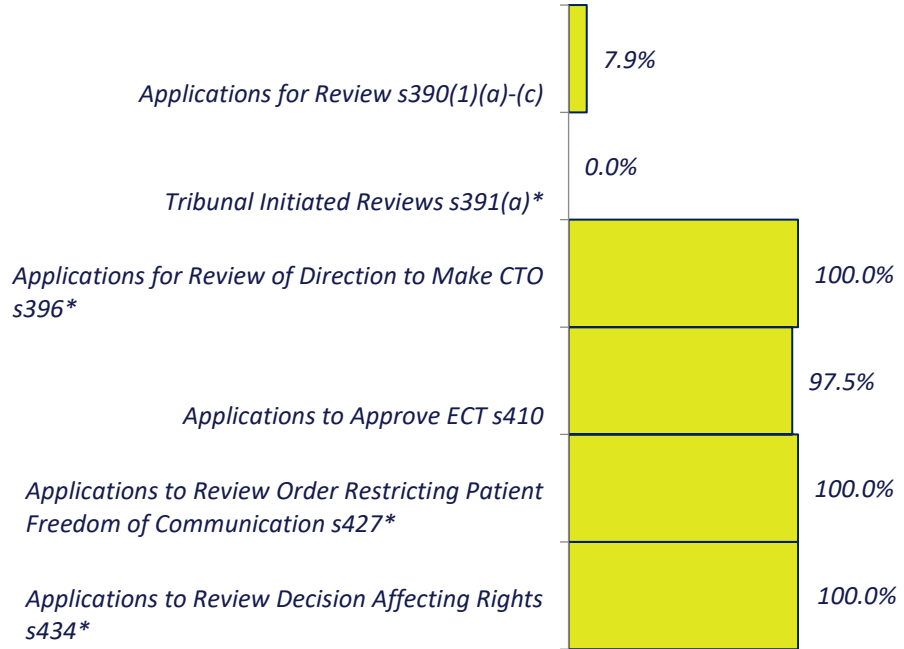 7.9%
Applications for Review s390(1)(a)-(c)
0.0%
Tribunal Initiated Reviews s391(a)*
Applications for Review of Direction to Make CTO
s396*
100.0%
97.5%
Applications to Approve ECT s410
Applications to Review Order Restricting Patient
Freedom of Communication s427*
100.0%
Applications to Review Decision Affecting Rights
s434*
100.0%